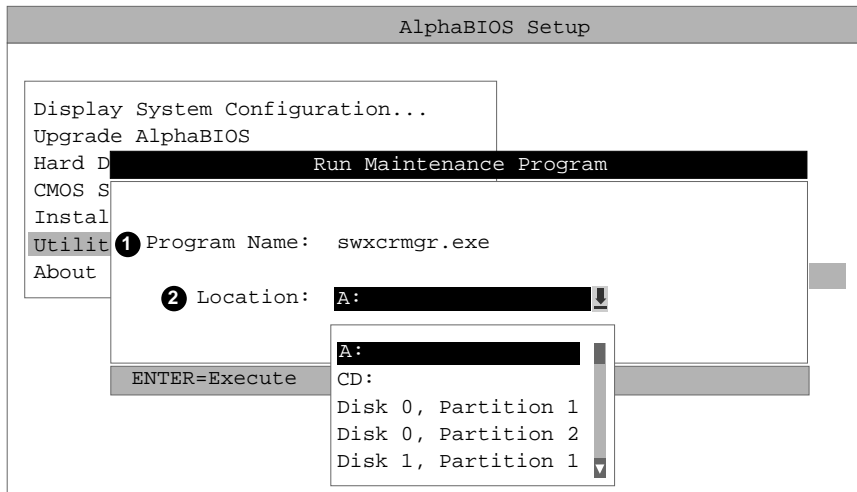 AlphaBIOS Setup
Display System Configuration...
Upgrade AlphaBIOS
Hard D
Run Maintenance Program
CMOS S
Instal
Utilit
1 Program Name: swxcrmgr.exe
About
2 Location: A:
A:
ENTER=Execute
CD:
Disk 0, Partition 1
Disk 0, Partition 2
Disk 1, Partition 1